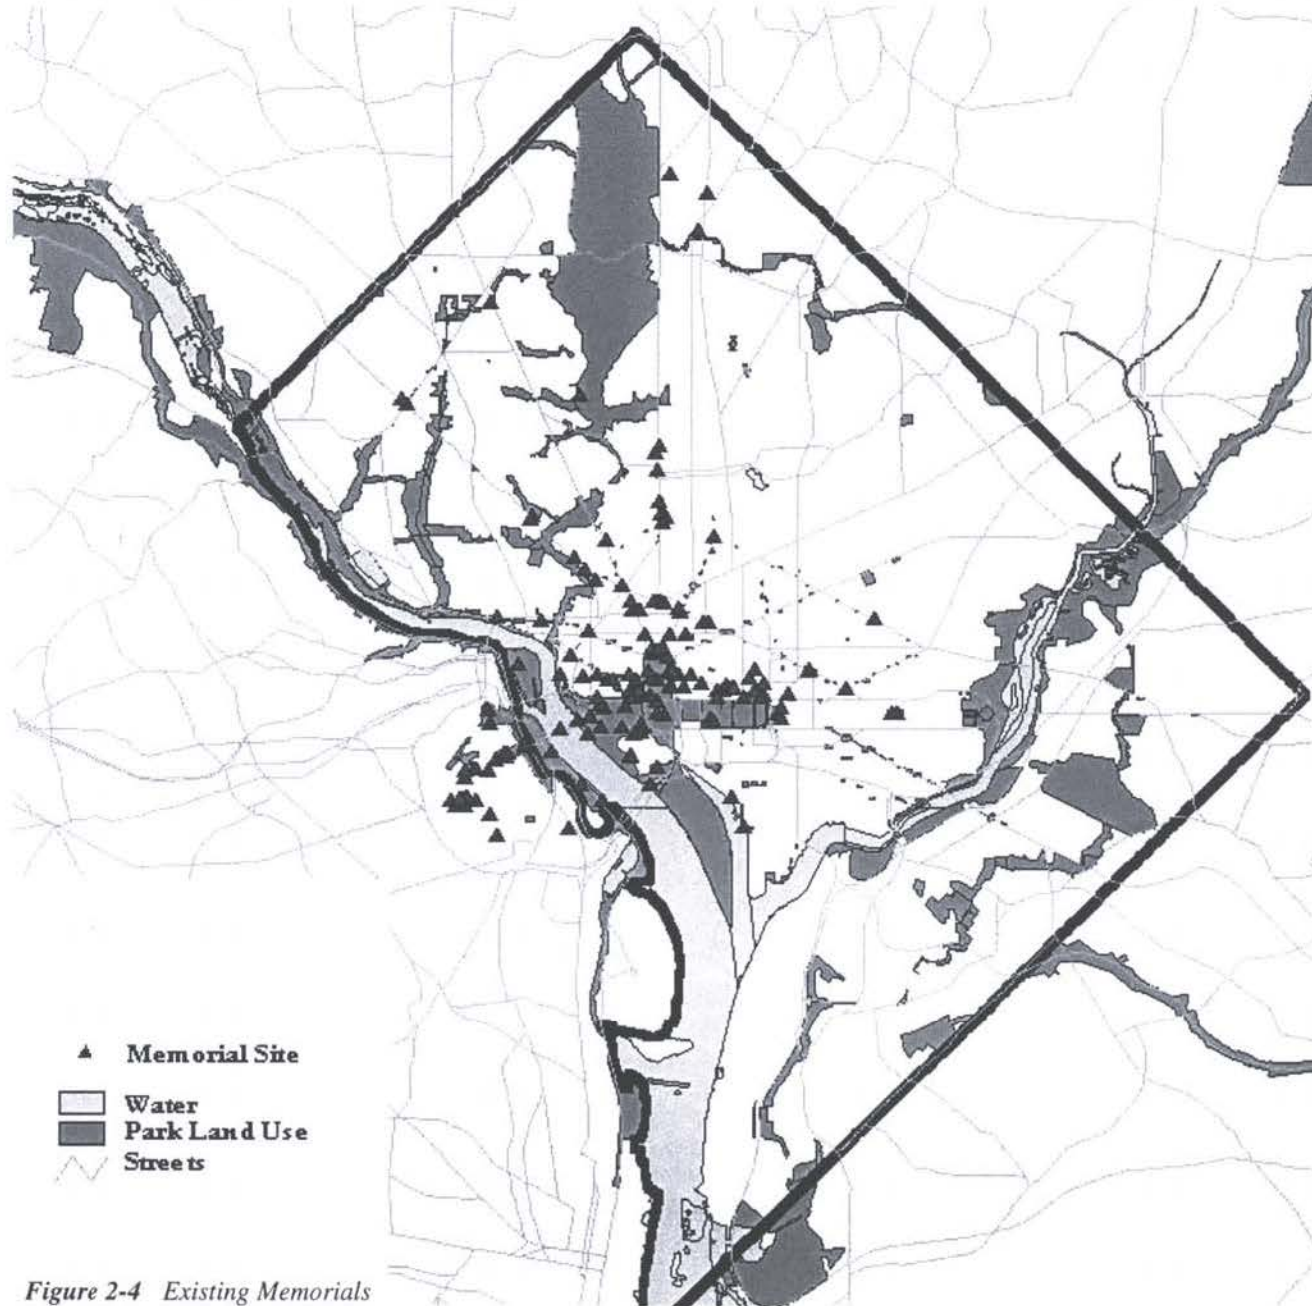 Memorial Site
Water
Park Land Use
Streets
Figure 2-4 Existing Memorials